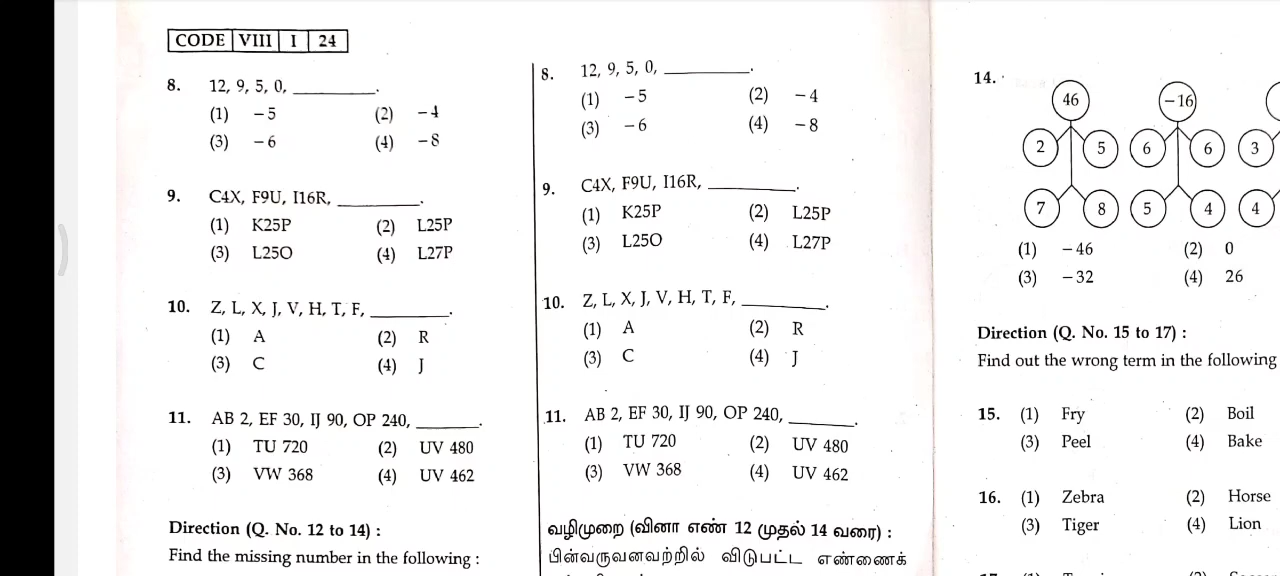 CODE VIII I 24
8. 12, 9, 5, 0, ________.
(1) −5 (2) −4
(3) −6 (4) −8
9. C4X, F9U, I16R, ________.
(1) K25P (2) L25P
(3) L25O (4) L27P
10. Z, L, X, J, V, H, T, F, ________.
(1) A (2) R
(3) C (4) J
11. AB 2, EF 30, IJ 90, OP 240, ________.
(1) TU 720 (2) UV 480
(3) VW 368 (4) UV 462
Direction (Q. No. 12 to 14) :
Find the missing number in the following :
8. 12, 9, 5, 0, ________.
(1) −5 (2) −4
(3) −6 (4) −8
9. C4X, F9U, I16R, ________.
(1) K25P (2) L25P
(3) L25O (4) L27P
10. Z, L, X, J, V, H, T, F, ________.
(1) A (2) R
(3) C (4) J
11. AB 2, EF 30, IJ 90, OP 240, ________.
(1) TU 720 (2) UV 480
(3) VW 368 (4) UV 462
வழிமுறை (வினா எண் 12 முதல் 14 வரை) :
பின்வருவனவற்றில் விடுபட்ட எண்ணைக்
14.
46 −16
2 5 6 6 3
7 8 5 4 4
(1) −46 (2) 0
(3) −32 (4) 26
Direction (Q. No. 15 to 17) :
Find out the wrong term in the following
15. (1) Fry (2) Boil
(3) Peel (4) Bake
16. (1) Zebra (2) Horse
(3) Tiger (4) Lion